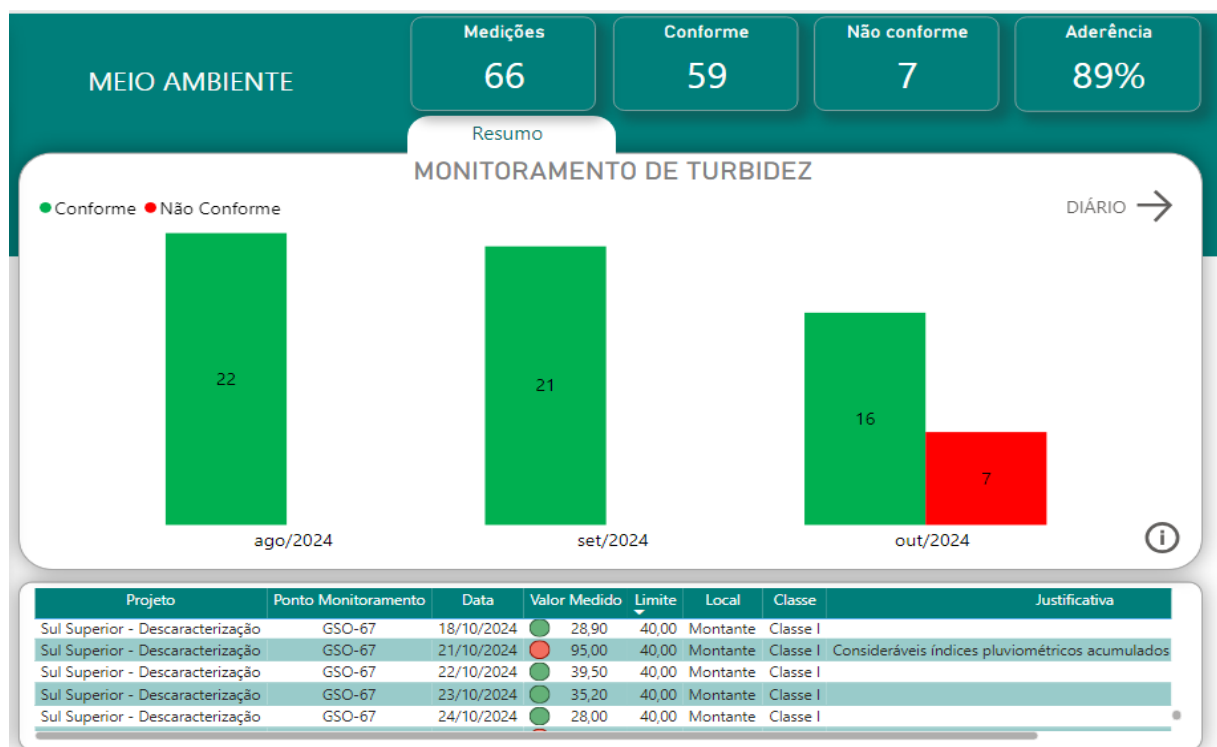 Medições
66
Conforme
59
Não conforme
7
Aderência
89%
MEIO AMBIENTE
Resumo
MONITORAMENTO DE TURBIDEZ
Conforme Não Conforme
DIÁRIO
22
21
16
7
ago/2024 set/2024 out/2024
Projeto Ponto Monitoramento Data Valor Medido Limite Local Classe Justificativa
Sul Superior - Descaracterização GSO-67 18/10/2024 28,90 40,00 Montante Classe I
Sul Superior - Descaracterização GSO-67 21/10/2024 95,00 40,00 Montante Classe I Consideráveis índices pluviométricos acumulados
Sul Superior - Descaracterização GSO-67 22/10/2024 39,50 40,00 Montante Classe I
Sul Superior - Descaracterização GSO-67 23/10/2024 35,20 40,00 Montante Classe I
Sul Superior - Descaracterização GSO-67 24/10/2024 28,00 40,00 Montante Classe I